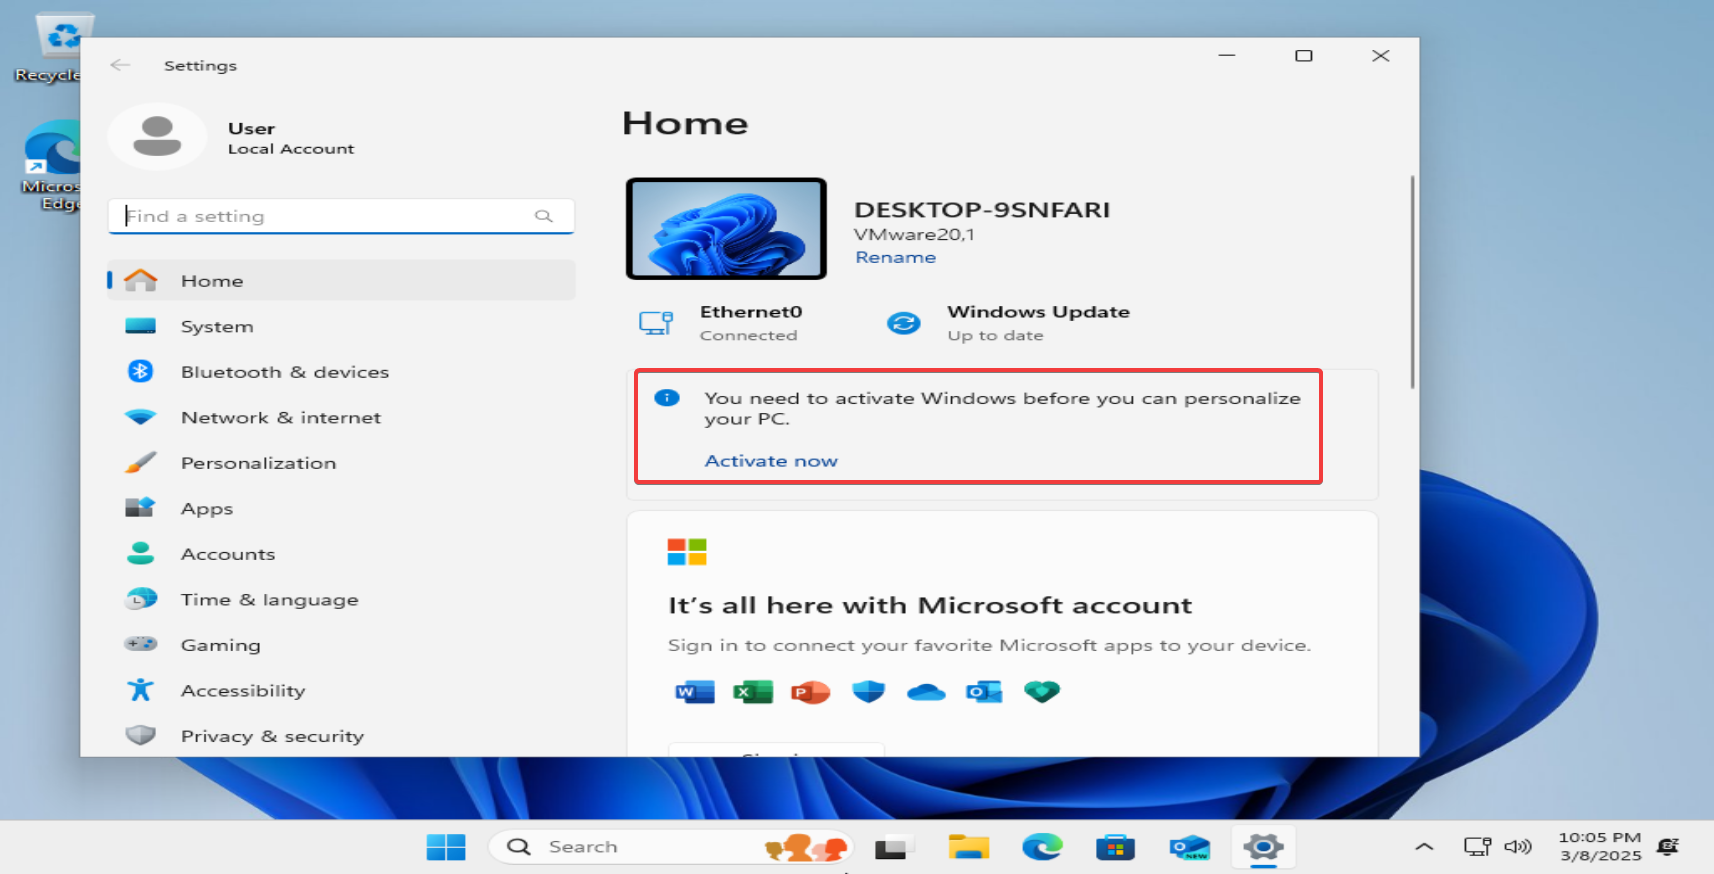 Recycle
Micros
Edge
Settings
User
Local Account
Find a setting
Home
System
Bluetooth & devices
Network & internet
Personalization
Apps
Accounts
Time & language
Gaming
Accessibility
Privacy & security
Home
DESKTOP-9SNFARI
VMware20,1
Rename
Ethernet0
Connected
Windows Update
Up to date
You need to activate Windows before you can personalize
your PC.
Activate now
It's all here with Microsoft account
Sign in to connect your favorite Microsoft apps to your device.
Search
10:05 PM
3/8/2025